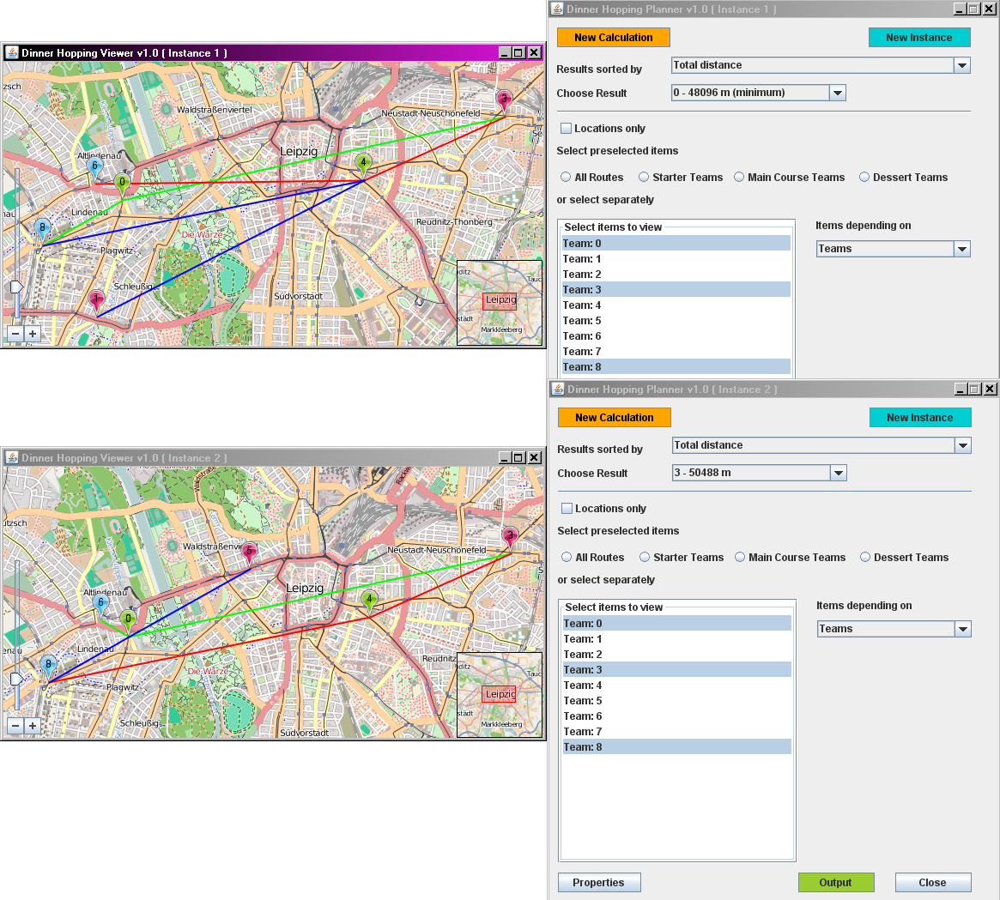 Dinner Hopping Viewer v1.0 ( Instance 1 )
zsch
Waldstraßenviertel
Neustadt-Neuschönefeld
3
Leipzig
Altlindenau
6
4
0
Lindenau
8
Die Warze
Reudnitz-Thonberg
Plagwitz
Schleußig
1
Südvorstadt
Tauc
Leipzig
städt
Markkleeberg
Dinner Hopping Planner v1.0 ( Instance 1 )
New Calculation
New Instance
Results sorted by
Total distance
Choose Result
0 - 48096 m (minimum)
Locations only
Select preselected items
All Routes
Starter Teams
Main Course Teams
Dessert Teams
or select separately
Select items to view
Items depending on
Team: 0
Teams
Team: 1
Team: 2
Team: 3
Team: 4
Team: 5
Team: 6
Team: 7
Team: 8
Dinner Hopping Viewer v1.0 ( Instance 2 )
Waldstraße
utzsch
Waldstraßenvie
5
Neustadt-Neuschönefeld
3
Leipzig
Altlindenau
6
4
0
Lindenau
8
Die Warze
Reudnitz
Plagwitz
Schleußig
Südvorstadt
nditz
Tauc
Leipzig
städt
Markkleeberg
Dinner Hopping Planner v1.0 ( Instance 2 )
New Calculation
New Instance
Results sorted by
Total distance
Choose Result
3 - 50488 m
Locations only
Select preselected items
All Routes
Starter Teams
Main Course Teams
Dessert Teams
or select separately
Select items to view
Items depending on
Team: 0
Teams
Team: 1
Team: 2
Team: 3
Team: 4
Team: 5
Team: 6
Team: 7
Team: 8
Properties
Output
Close